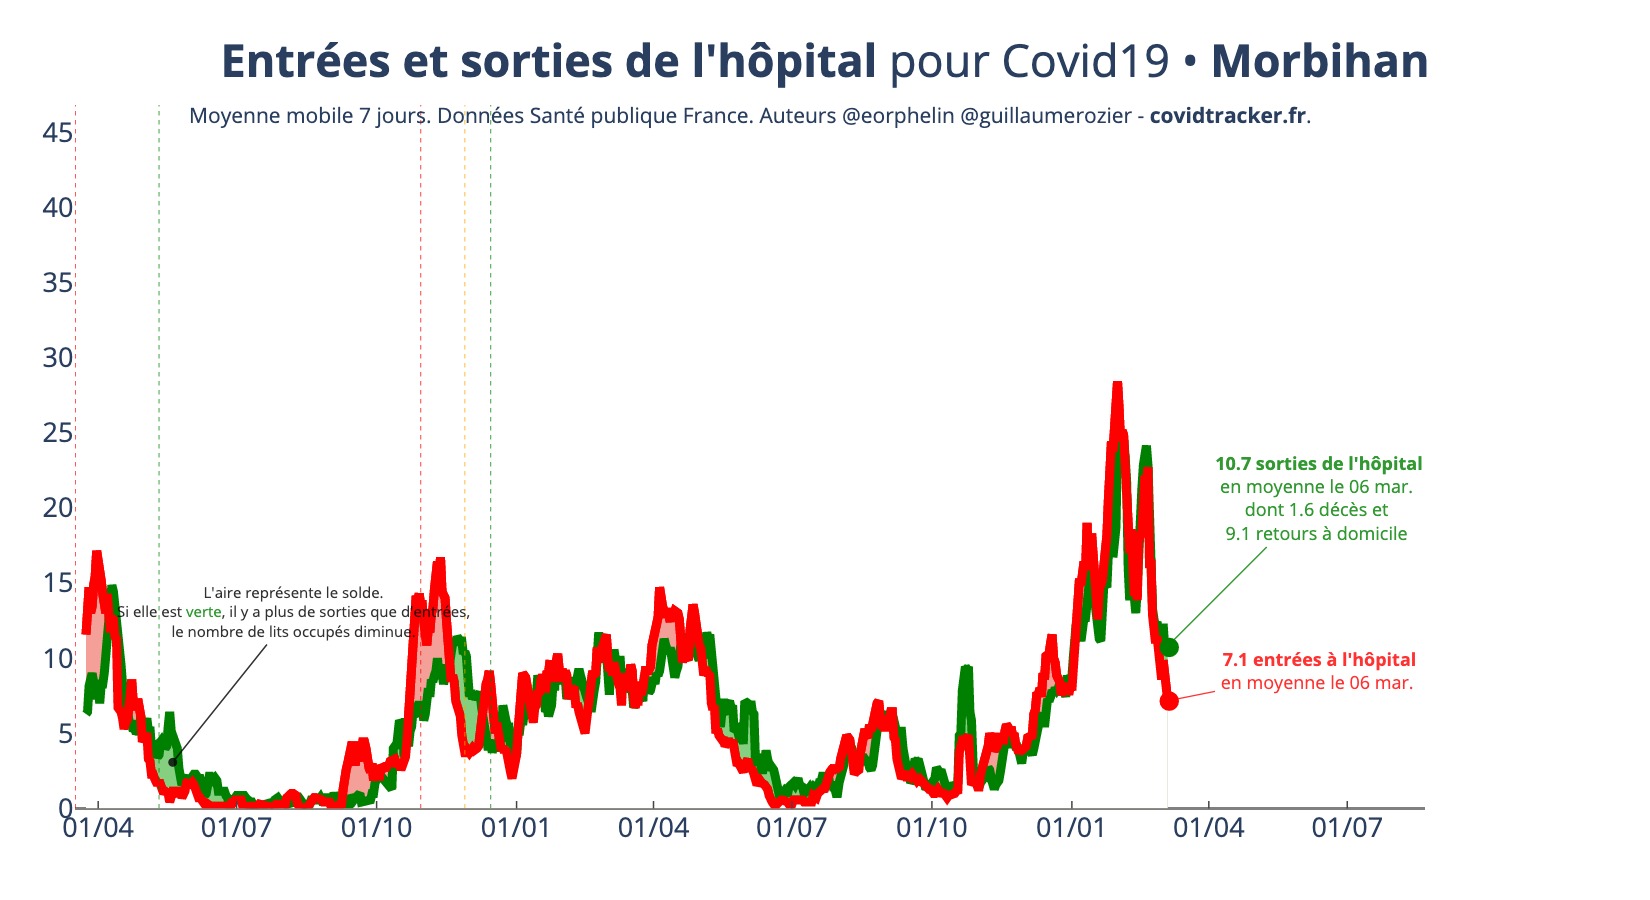 Entrées et sorties de l'hôpital pour Covid19 • Morbihan
Moyenne mobile 7 jours. Données Santé publique France. Auteurs @eorphelin @guillaumerozier - covidtracker.fr.
45
40
35
30
25
20
15
10
5
0
L'aire représente le solde.
Si elle est verte, il y a plus de sorties que d'entrées,
le nombre de lits occupés diminue.
10.7 sorties de l'hôpital
en moyenne le 06 mar.
dont 1.6 décès et
9.1 retours à domicile
7.1 entrées à l'hôpital
en moyenne le 06 mar.
01/04 01/07 01/10 01/01 01/04 01/07 01/10 01/01 01/04 01/07